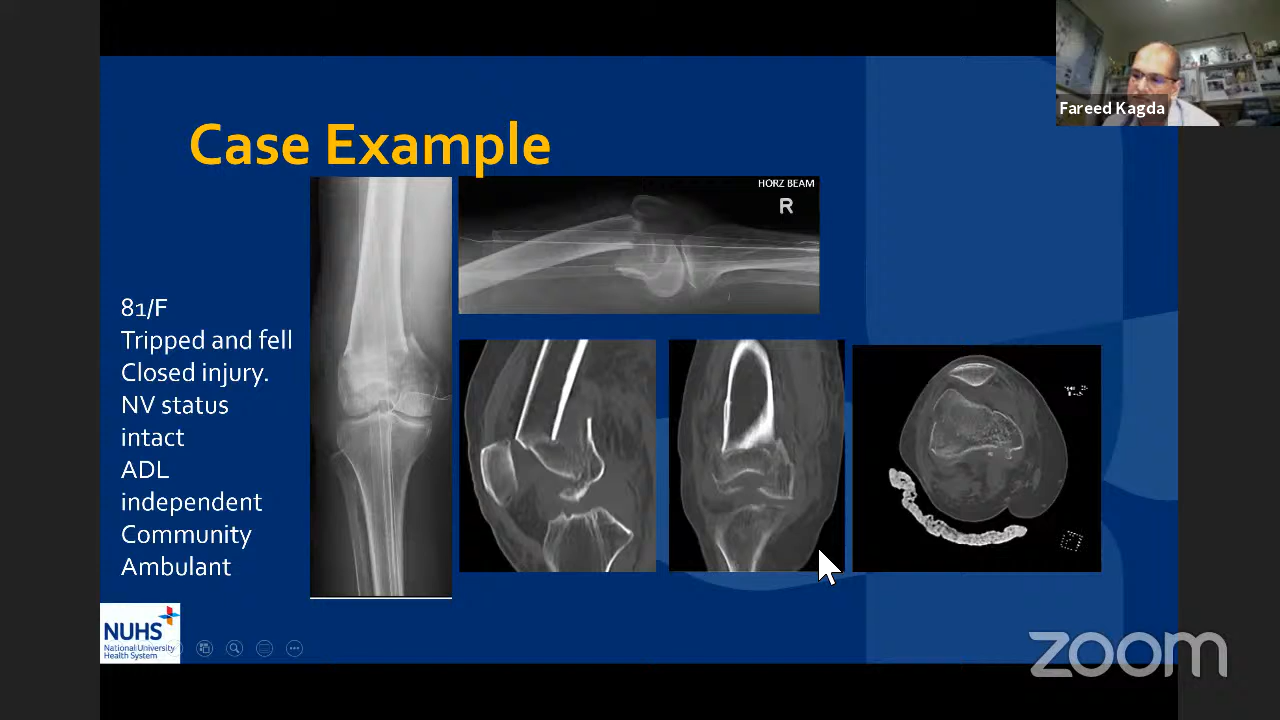 Fareed Kagda
Case Example
HORZ BEAM
R
81/F
Tripped and fell
Closed injury.
NV status
intact
ADL
independent
Community
Ambulant
NUHS
National University
Health System
zoom